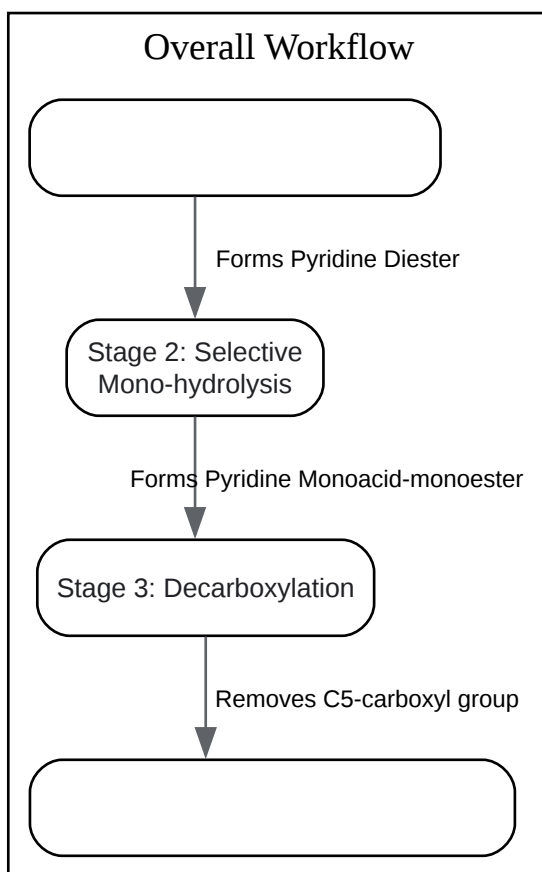 Overall Workflow
Forms Pyridine Diester
Stage 2: Selective
Mono-hydrolysis
Forms Pyridine Monoacid-monoester
Stage 3: Decarboxylation
Removes C5-carboxyl group